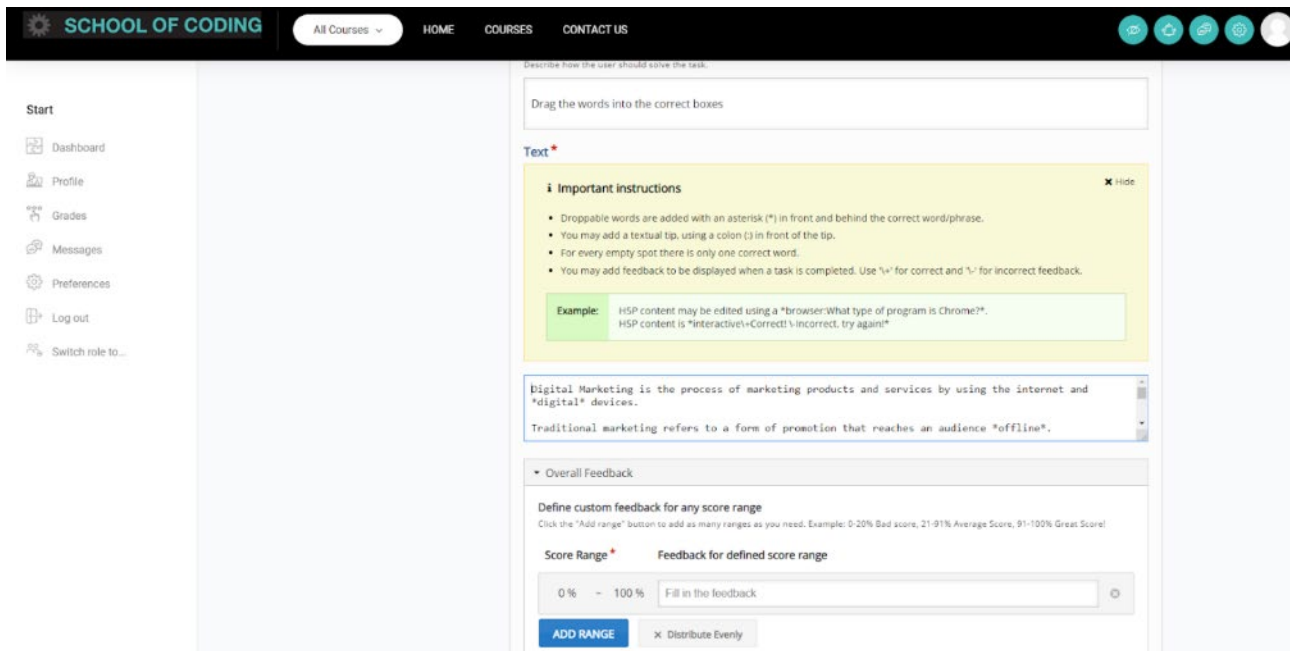 SCHOOL OF CODING
All Courses
HOME
COURSES
CONTACT US
Describe how the user should solve the task.
Start
Dashboard
Profile
Grades
Messages
Preferences
Log out
Switch role to...
Drag the words into the correct boxes
Text*
i Important instructions
Hide
Droppable words are added with an asterisk (*) in front and behind the correct word/phrase.
You may add a textual tip, using a colon (:) in front of the tip.
For every empty spot there is only one correct word.
You may add feedback to be displayed when a task is completed. Use '\+' for correct and '\-' for incorrect feedback.
Example:
H5P content may be edited using a *browser:What type of program is Chrome?*.
H5P content is *interactive\+Correct! \-Incorrect, try again!*
Digital Marketing is the process of marketing products and services by using the internet and
*digital* devices.
Traditional marketing refers to a form of promotion that reaches an audience *offline*.
Overall Feedback
Define custom feedback for any score range
Click the "Add range" button to add as many ranges as you need. Example: 0-20% Bad score, 21-91% Average Score, 91-100% Great Score!
Score Range*
Feedback for defined score range
0 % - 100 %
Fill in the feedback
ADD RANGE
Distribute Evenly